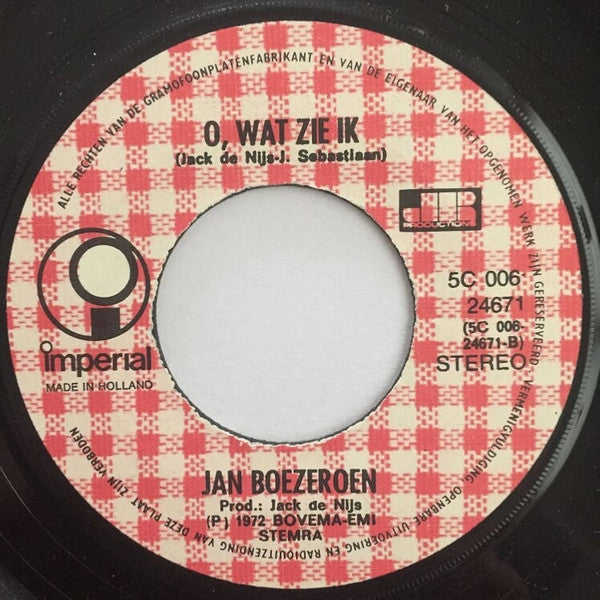 ALLE RECHTEN VAN DE GRAMOFOONPLATENFABRIKANT EN VAN DE EIGENAAR VAN HET OPGENOMEN WERK ZIJN GERESERVEERD VERMENIGVULDIGING OPENBARE UITVOERING EN RADIOUITZENDING VAN DEZE PLAAT ZIJN VERBODEN
O, WAT ZIE IK
(Jack de Nijs-J. Sebastiaan)
PRODUCTIONS
5C 006
24671
(5C 006-
24671-B)
STEREO
imperial
MADE IN HOLLAND
JAN BOEZEROEN
Prod.: Jack de Nijs
(P) 1972 BOVEMA-EMI
STEMRA